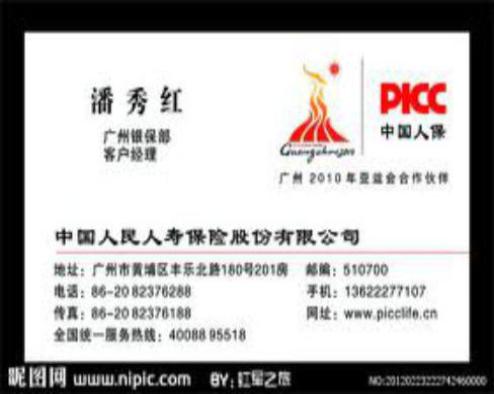 潘秀红
广州银保部
客户经理
Guangzhou 2010
PICC
中国人保
广州 2010 年亚运会合作伙伴
中国人民人寿保险股份有限公司
地址：广州市黄埔区丰乐北路180号201房 邮编：510700
电话：86-20 82376288 手机：13622277107
传真：86-20 82376188 网址：www.picclife.cn
全国统一服务热线：40088 95518
昵图网 www.nipic.com BY：红星之旅 NO:20120223222742460000